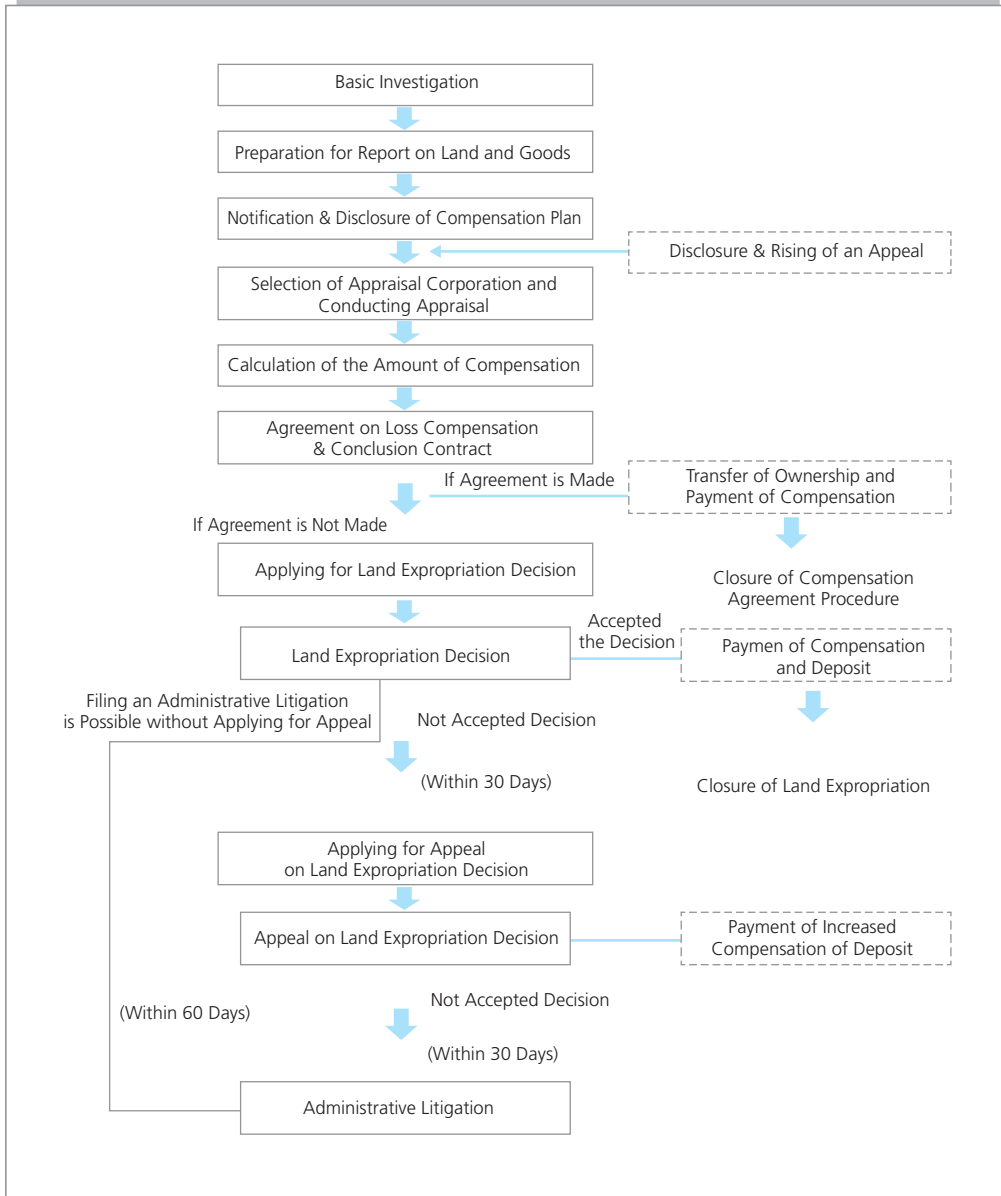 Basic Investigation
Preparation for Report on Land and Goods
Notification & Disclosure of Compensation Plan
Disclosure & Rising of an Appeal
Selection of Appraisal Corporation and
Conducting Appraisal
Calculation of the Amount of Compensation
Agreement on Loss Compensation
& Conclusion Contract
If Agreement is Made
Transfer of Ownership and
Payment of Compensation
If Agreement is Not Made
Applying for Land Expropriation Decision
Closure of Compensation
Agreement Procedure
Land Expropriation Decision
Accepted
the Decision
Paymen of Compensation
and Deposit
Filing an Administrative Litigation
is Possible without Applying for Appeal
Not Accepted Decision
(Within 30 Days)
Closure of Land Expropriation
Applying for Appeal
on Land Expropriation Decision
Appeal on Land Expropriation Decision
Payment of Increased
Compensation of Deposit
(Within 60 Days)
Not Accepted Decision
(Within 30 Days)
Administrative Litigation